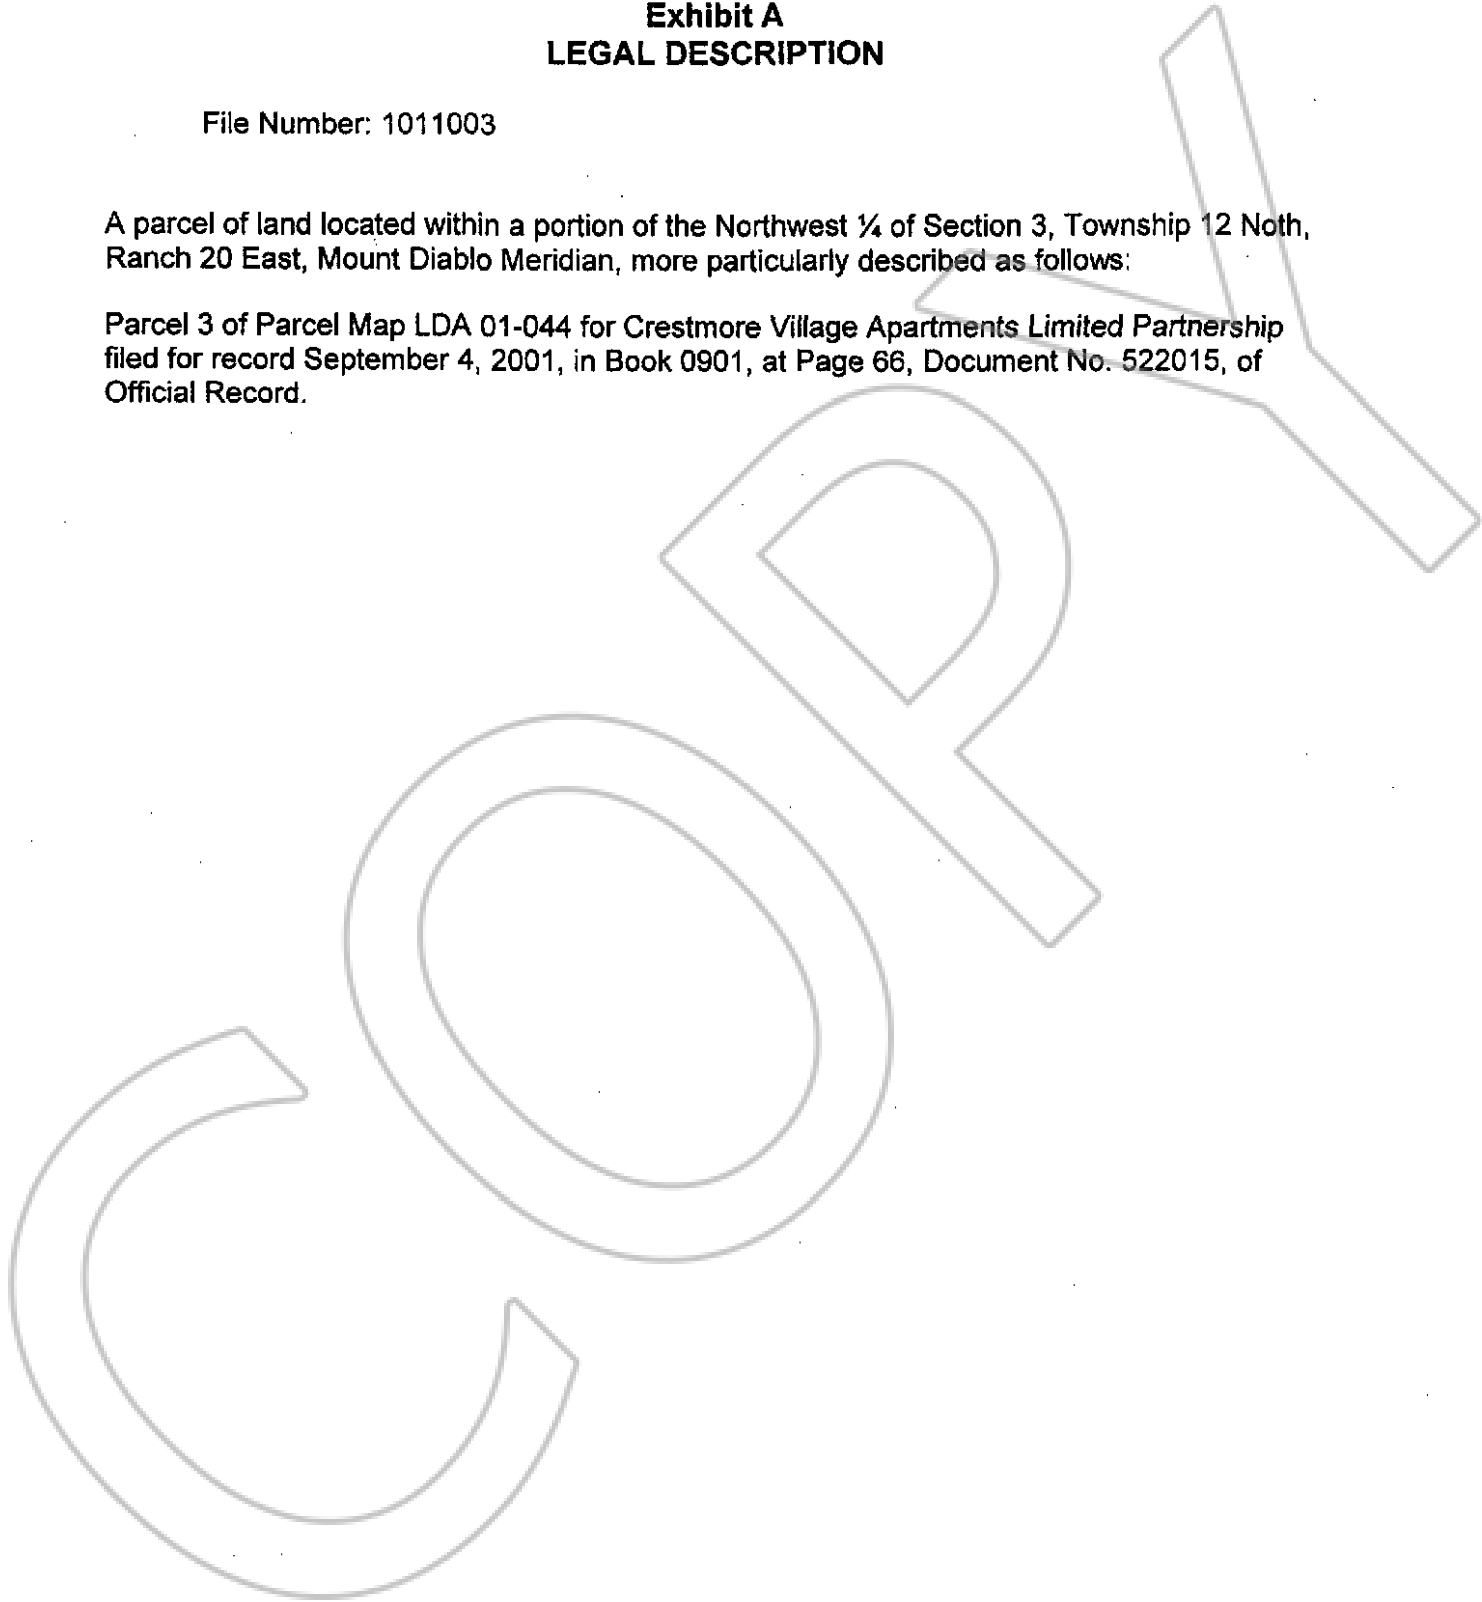 Exhibit A
LEGAL DESCRIPTION
File Number: 1011003
A parcel of land located within a portion of the Northwest ¼ of Section 3, Township 12 Noth,
Ranch 20 East, Mount Diablo Meridian, more particularly described as follows:
Parcel 3 of Parcel Map LDA 01-044 for Crestmore Village Apartments Limited Partnership
filed for record September 4, 2001, in Book 0901, at Page 66, Document No. 522015, of
Official Record.
COPY